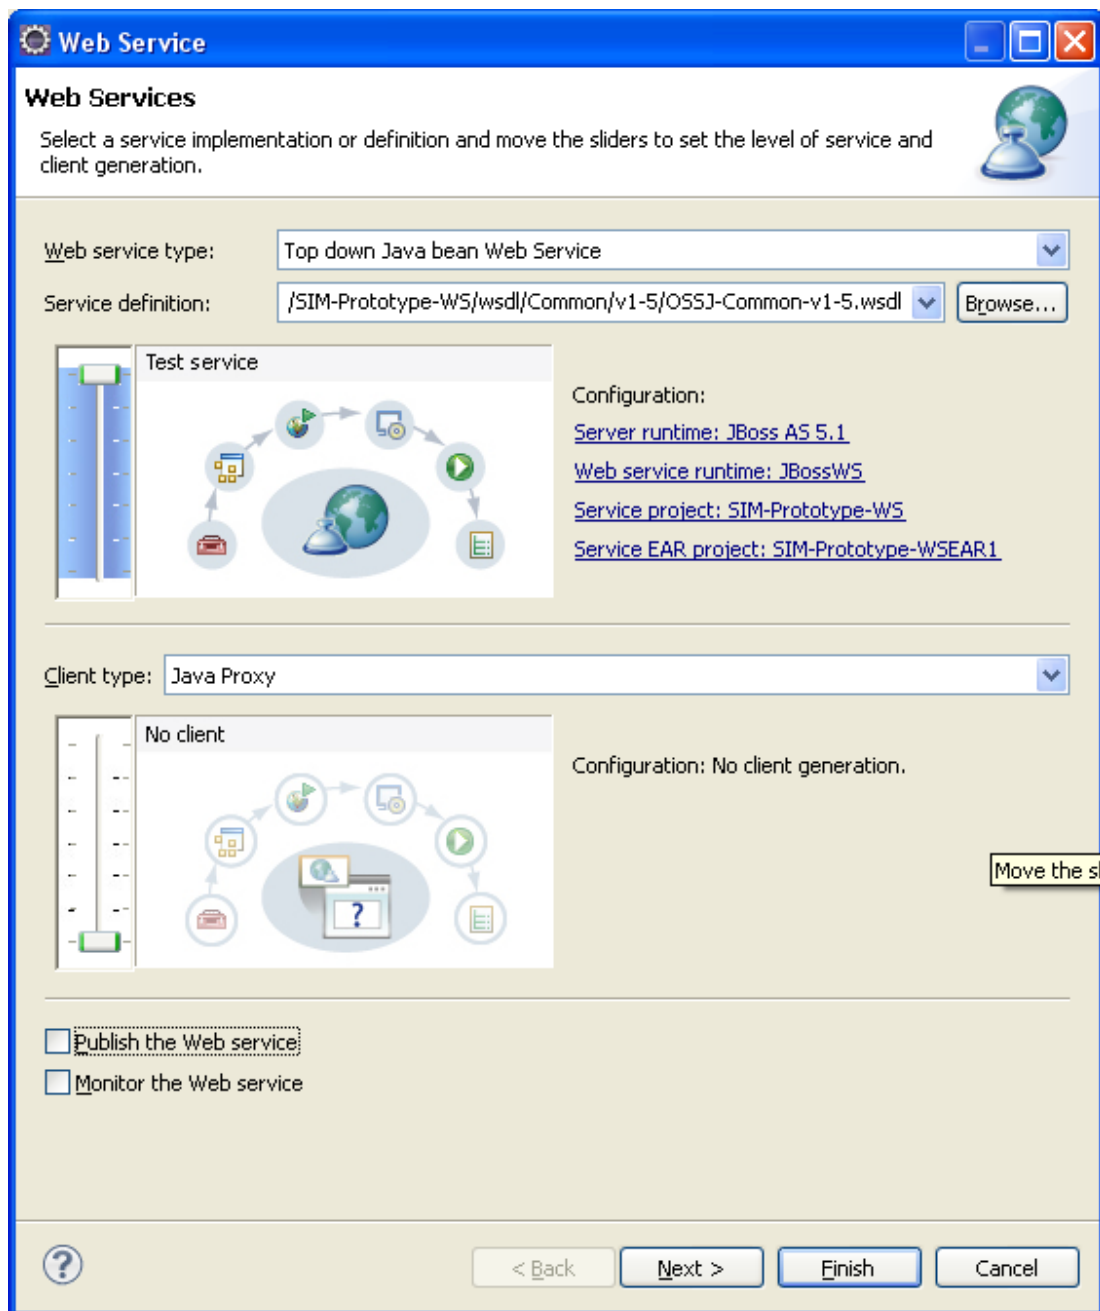 Web Service
Web Services
Select a service implementation or definition and move the sliders to set the level of service and
client generation.
Web service type: Top down Java bean Web Service
Service definition: /SIM-Prototype-WS/wsdl/Common/v1-5/OSSJ-Common-v1-5.wsdl Browse...
Test service
Configuration:
Server runtime: JBoss AS 5.1
Web service runtime: JBossWS
Service project: SIM-Prototype-WS
Service EAR project: SIM-Prototype-WSEAR1
Client type: Java Proxy
No client
Configuration: No client generation.
Move the sl
?
Publish the Web service
Monitor the Web service
? < Back Next > Finish Cancel